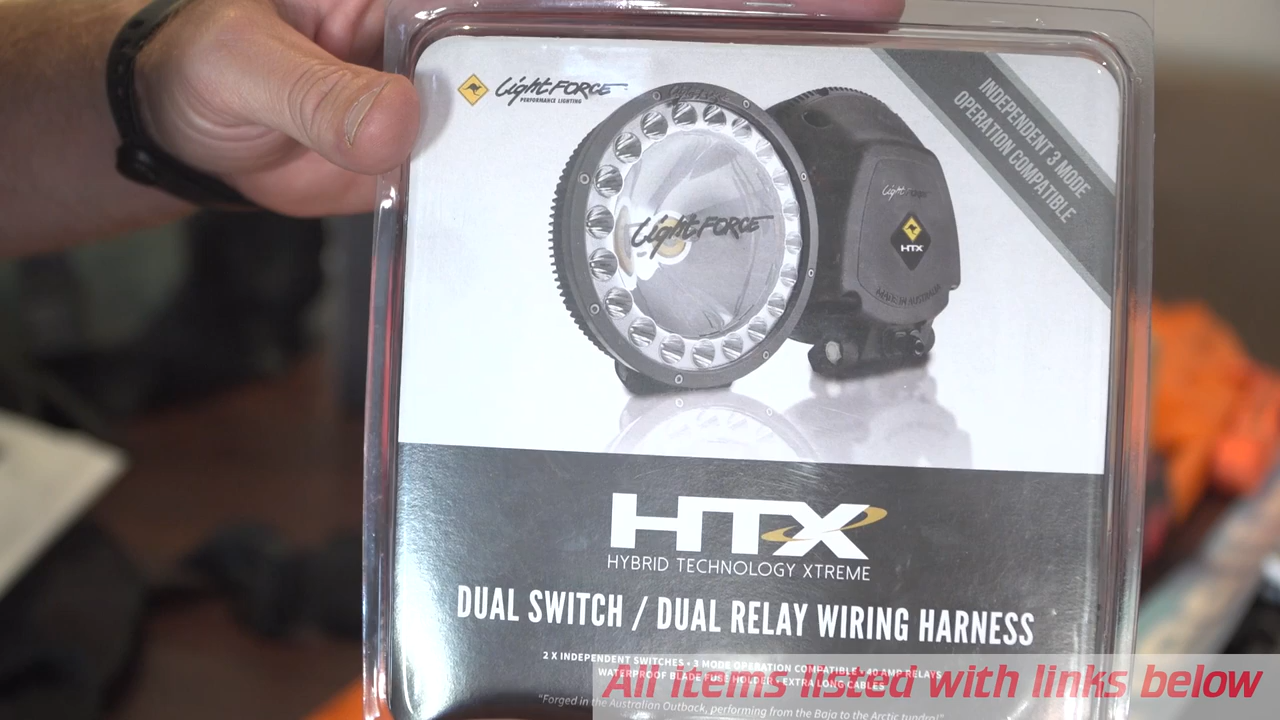 LightFORCE
PERFORMANCE LIGHTING
INDEPENDENT 3 MODE
OPERATION COMPATIBLE
LightFORCE
LightFORCE
HTX
MADE IN AUSTRALIA
HTX
HYBRID TECHNOLOGY XTREME
DUAL SWITCH / DUAL RELAY WIRING HARNESS
2 X INDEPENDENT SWITCHES • 3 MODE OPERATION COMPATIBLE • 40 AMP RELAYS
WATERPROOF BLADE FUSE HOLDER • EXTRA LONG CABLES
All items listed with links below
"Forged in the Australian Outback, performing from the Baja to the Arctic tundra!"